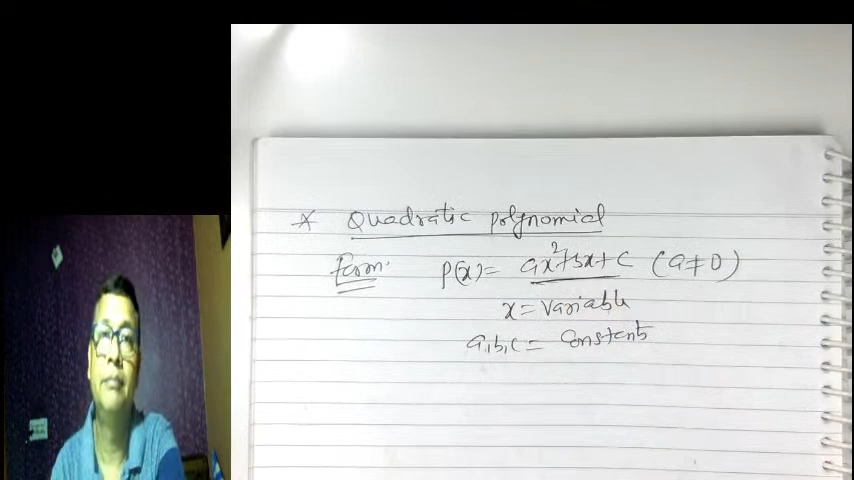 * Quadratic polynomial
Form. P(x) = ax²+bx+c (a≠0)
x = Variable
a,b,c = Constants